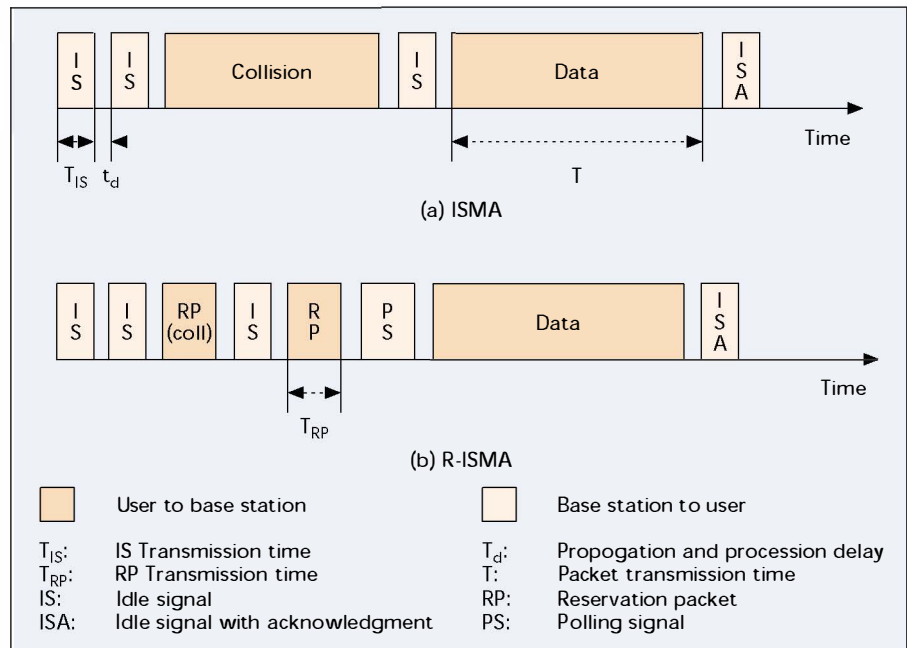 I S
I S
Collision
I S
Data
I S A
Time
T_IS
t_d
T
(a) ISMA
I S
I S
RP (coll)
I S
R P
P S
Data
I S A
Time
T_RP
(b) R-ISMA
User to base station
Base station to user
T_IS: IS Transmission time
T_d: Propogation and procession delay
T_RP: RP Transmission time
T: Packet transmission time
IS: Idle signal
RP: Reservation packet
ISA: Idle signal with acknowledgment
PS: Polling signal